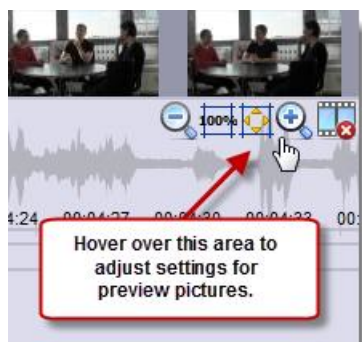 100%
4:24 00:04:27 00:04:30 00:04:33 00:
Hover over this area to
adjust settings for
preview pictures.